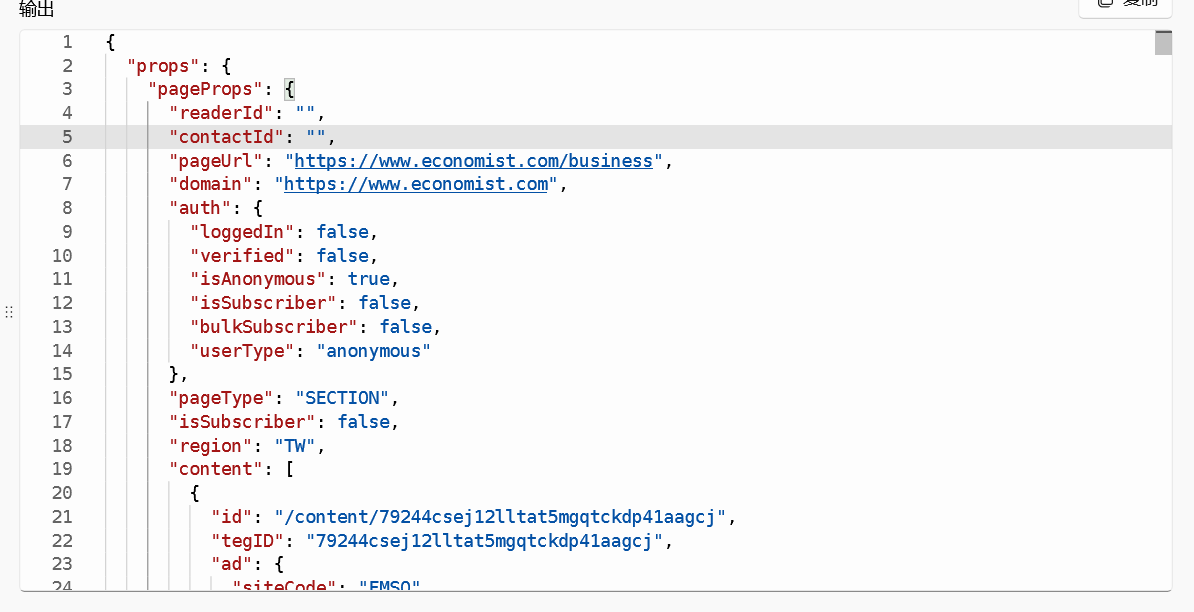 输出
复制
1 {
2 "props": {
3 "pageProps": {
4 "readerId": "",
5 "contactId": "",
6 "pageUrl": "https://www.economist.com/business",
7 "domain": "https://www.economist.com",
8 "auth": {
9 "loggedIn": false,
10 "verified": false,
11 "isAnonymous": true,
12 "isSubscriber": false,
13 "bulkSubscriber": false,
14 "userType": "anonymous"
15 },
16 "pageType": "SECTION",
17 "isSubscriber": false,
18 "region": "TW",
19 "content": [
20 {
21 "id": "/content/79244csej12lltat5mgqtckdp41aagcj",
22 "tegID": "79244csej12lltat5mgqtckdp41aagcj",
23 "ad": {
24 "siteCode": "EMSO"